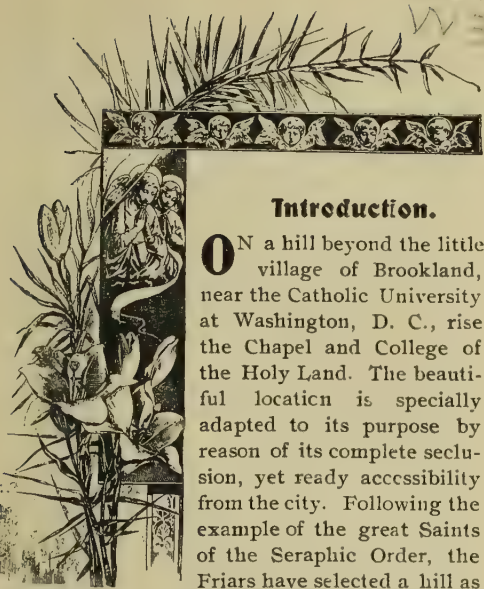 Introduction.
ON a hill beyond the little
village of Brookland,
near the Catholic University
at Washington, D. C., rise
the Chapel and College of
the Holy Land. The beauti-
ful location is specially
adapted to its purpose by
reason of its complete seclu-
sion, yet ready accessibility
from the city. Following the
example of the great Saints
of the Seraphic Order, the
Friars have selected a hill as